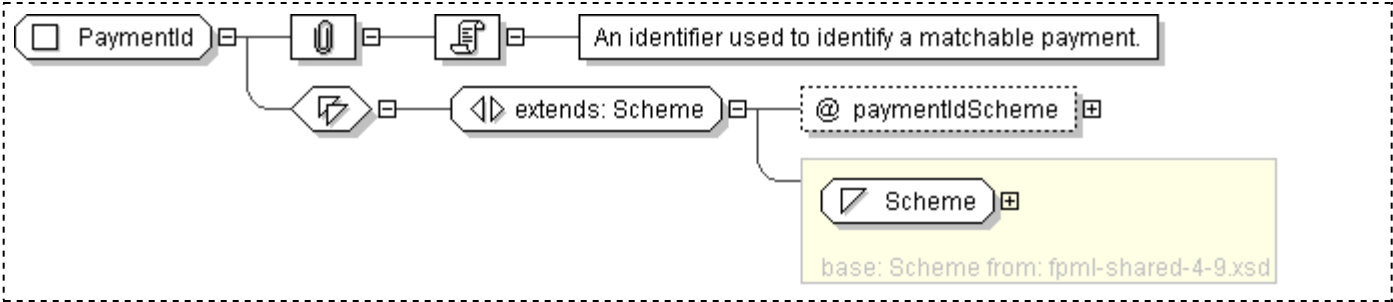 PaymentId
An identifier used to identify a matchable payment.
extends: Scheme
@ paymentIdScheme
Scheme
base: Scheme from: fpml-shared-4-9.xsd